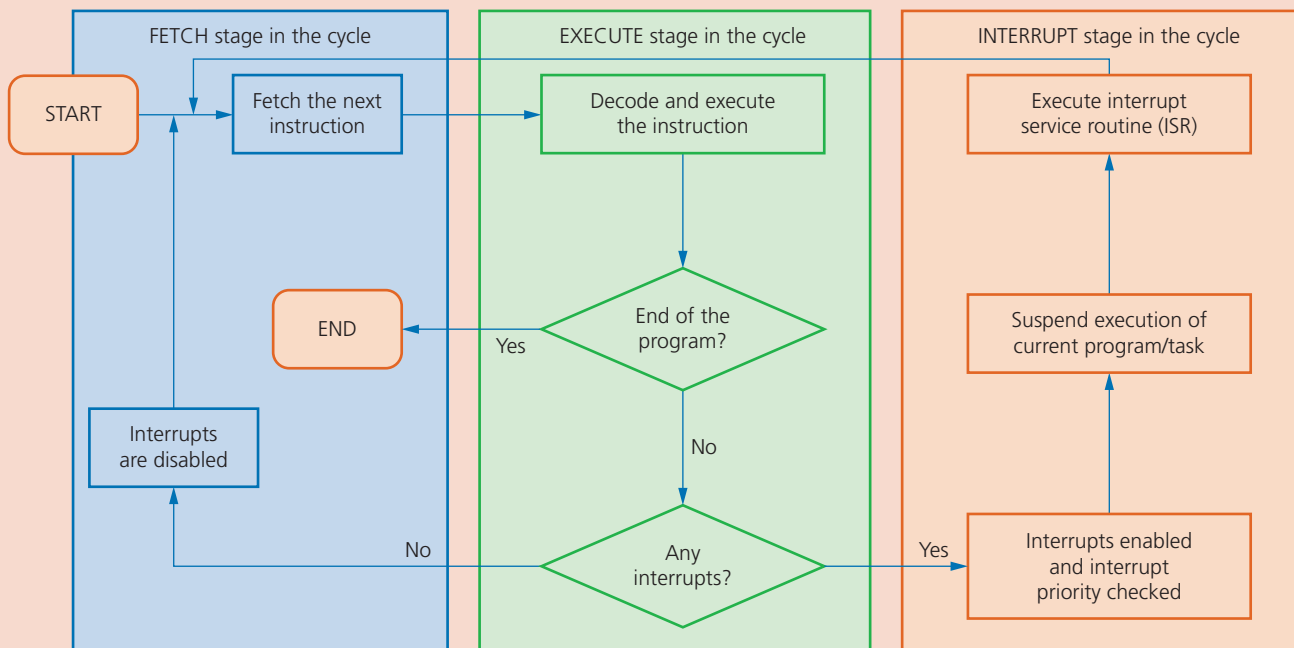 FETCH stage in the cycle
START
Fetch the next
instruction
END
Interrupts
are disabled
EXECUTE stage in the cycle
Decode and execute
the instruction
End of the
program?
Yes
No
Any
interrupts?
No
Yes
INTERRUPT stage in the cycle
Execute interrupt
service routine (ISR)
Suspend execution of
current program/task
Interrupts enabled
and interrupt
priority checked